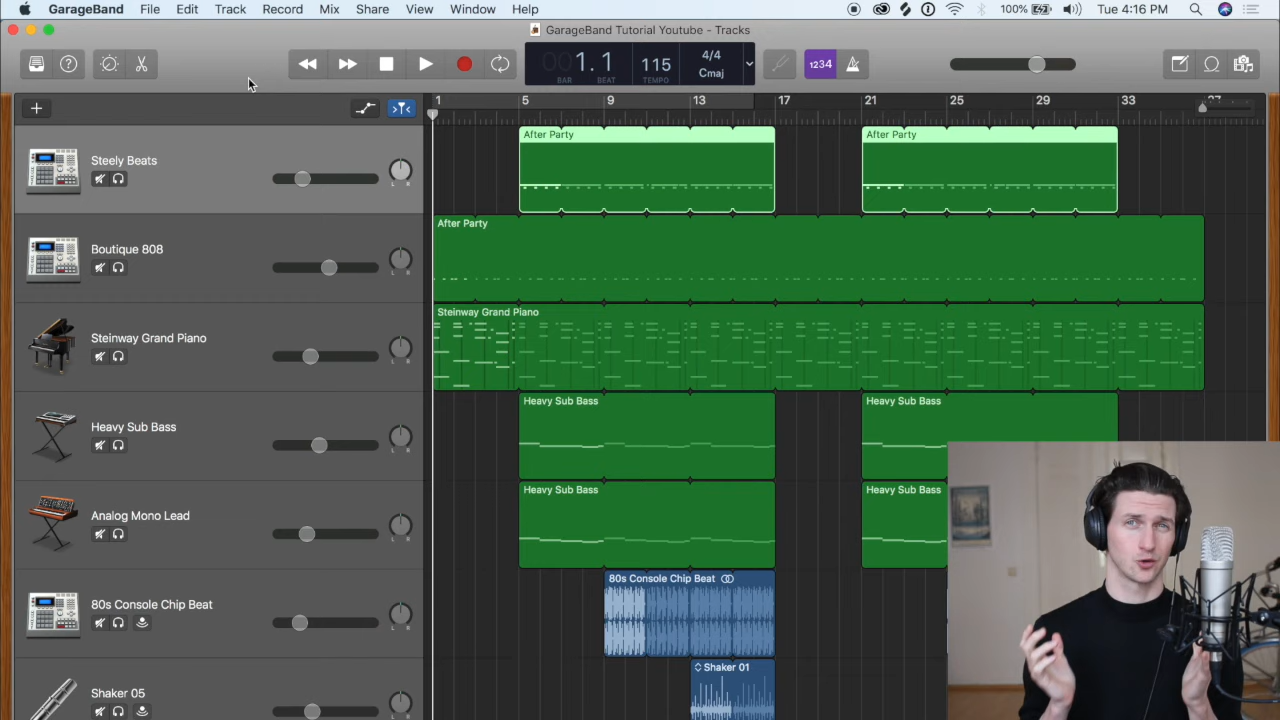 GarageBand File Edit Track Record Mix Share View Window Help 100% Tue 4:16 PM
GarageBand Tutorial Youtube - Tracks
1.1 115 4/4 1234
BAR BEAT TEMPO Cmaj
1 5 9 13 17 21 25 29 33
After Party After Party
Steely Beats
L R
After Party
Boutique 808
L R
Steinway Grand Piano
Steinway Grand Piano
L R
Heavy Sub Bass Heavy Sub Bass
Heavy Sub Bass
L R
Heavy Sub Bass Heavy Sub Bass
Analog Mono Lead
L R
80s Console Chip Beat
80s Console Chip Beat
L R
Shaker 01
Shaker 05
L R